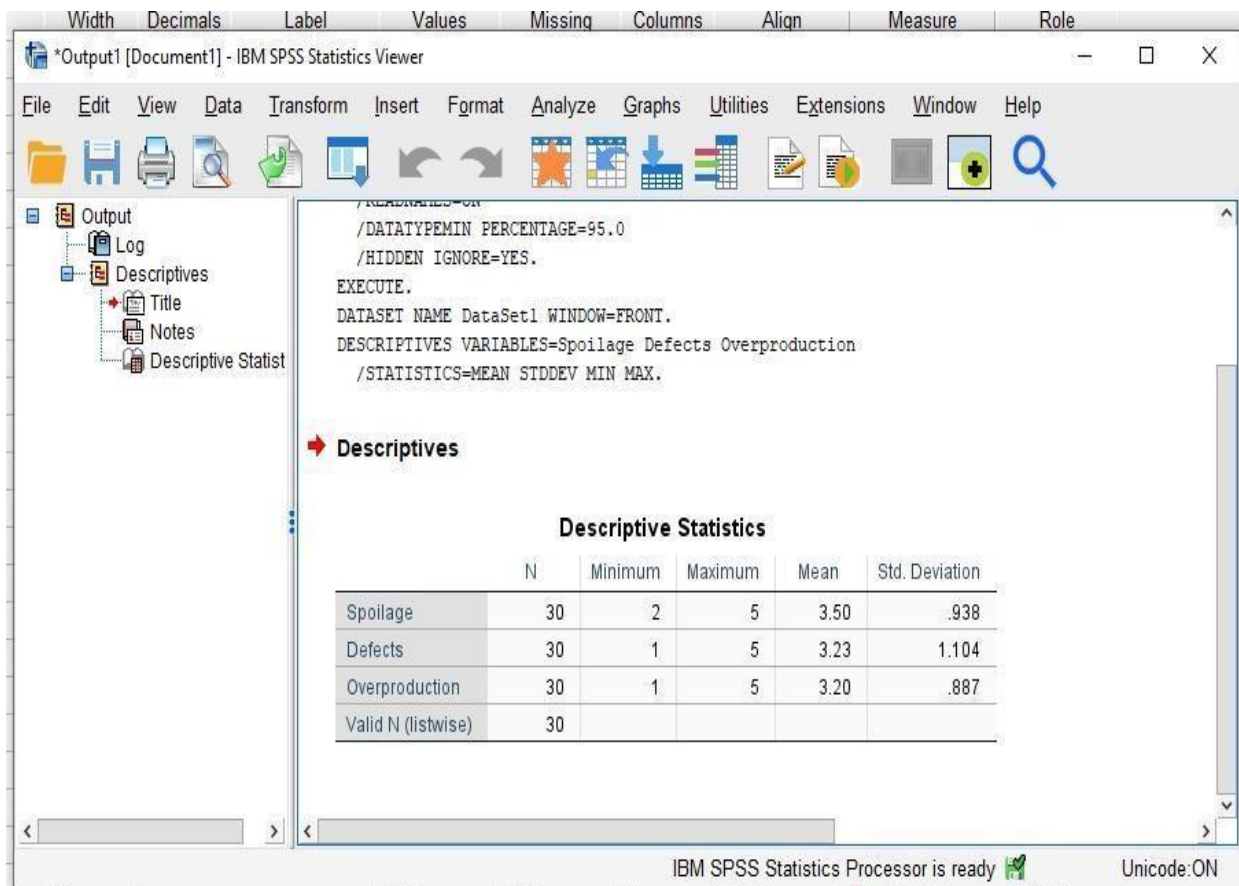 Width Decimals Label Values Missing Columns Align Measure Role
*Output1 [Document1] - IBM SPSS Statistics Viewer
File Edit View Data Transform Insert Format Analyze Graphs Utilities Extensions Window Help
Output
Log
Descriptives
Title
Notes
Descriptive Statist
/READNAMES=ON
/DATATYPEMIN PERCENTAGE=95.0
/HIDDEN IGNORE=YES.
EXECUTE.
DATASET NAME DataSet1 WINDOW=FRONT.
DESCRIPTIVES VARIABLES=Spoilage Defects Overproduction
/STATISTICS=MEAN STDDEV MIN MAX.
Descriptives
Descriptive Statistics
N Minimum Maximum Mean Std. Deviation
Spoilage 30 2 5 3.50 .938
Defects 30 1 5 3.23 1.104
Overproduction 30 1 5 3.20 .887
Valid N (listwise) 30
IBM SPSS Statistics Processor is ready Unicode:ON